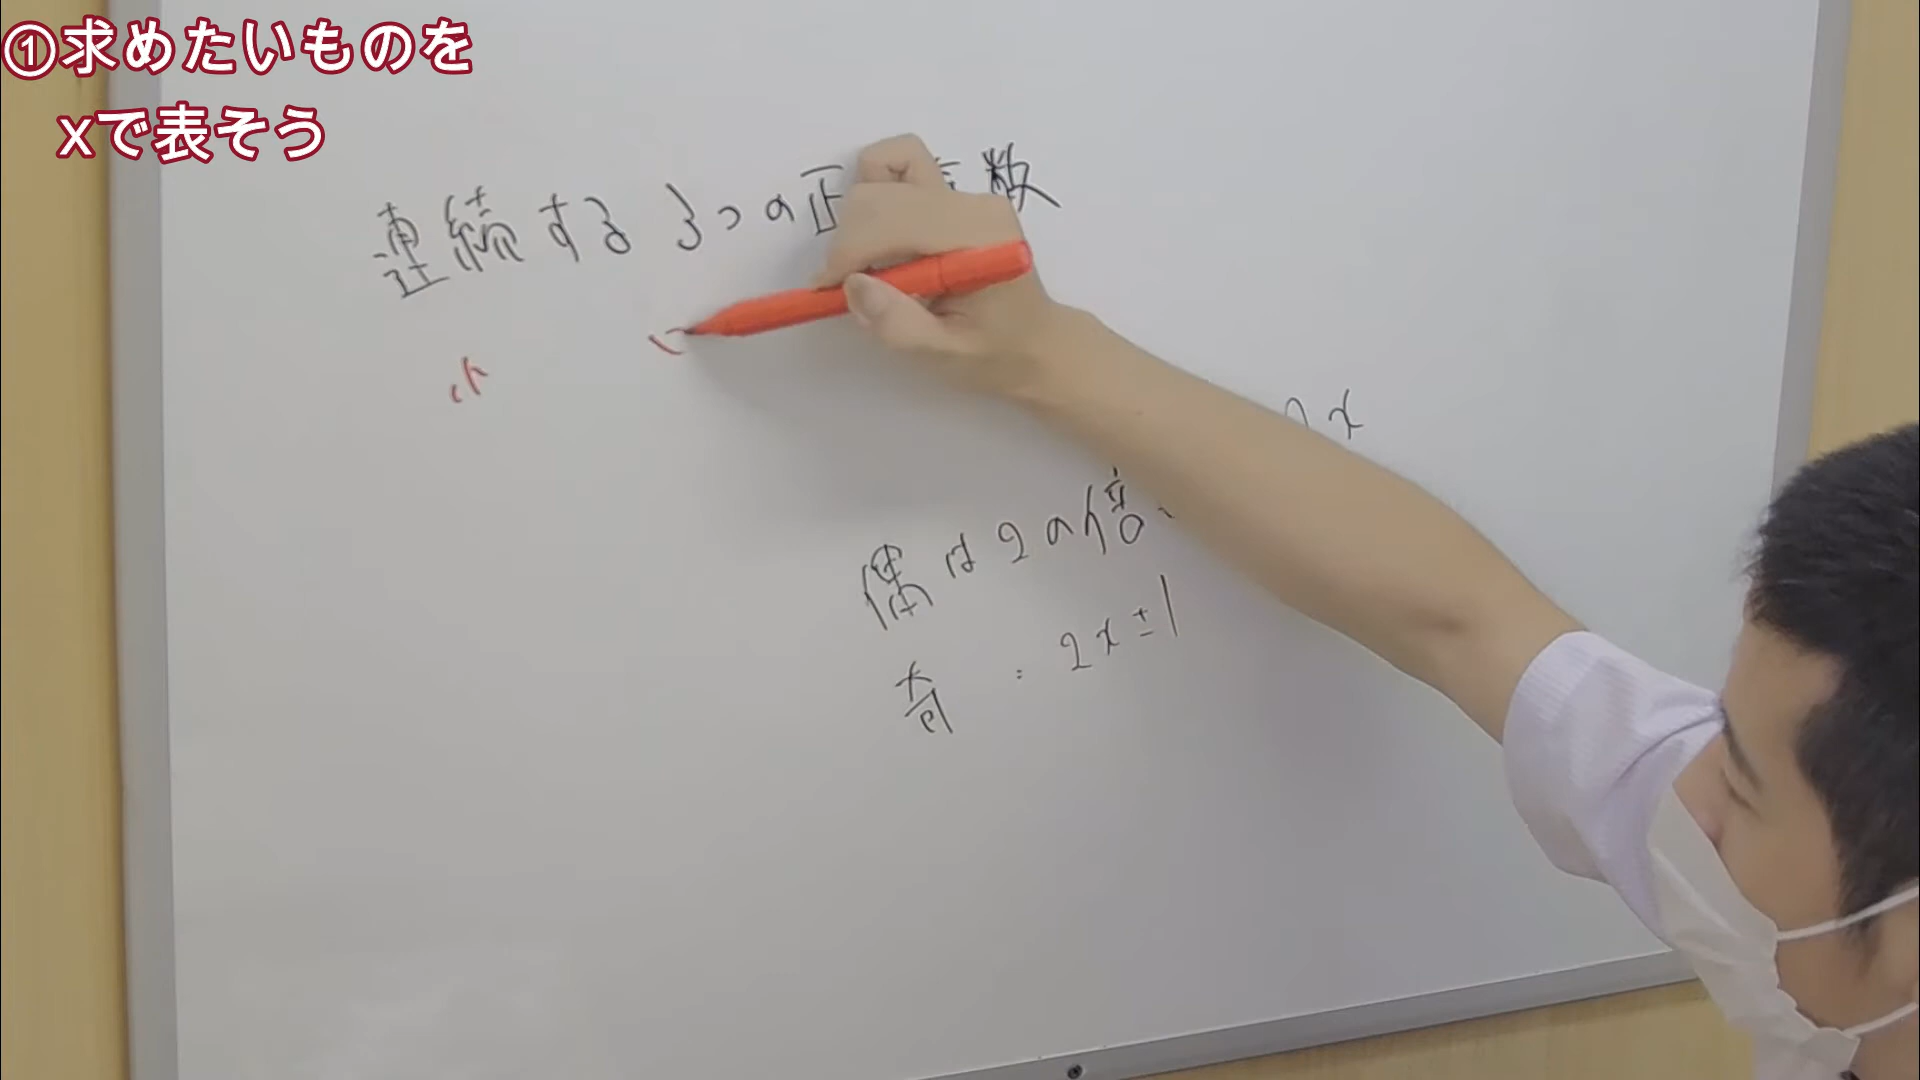 ①求めたいものを
xで表そう
連続する3つの正 数
小
2x
偶は2の倍
奇 : 2x±1